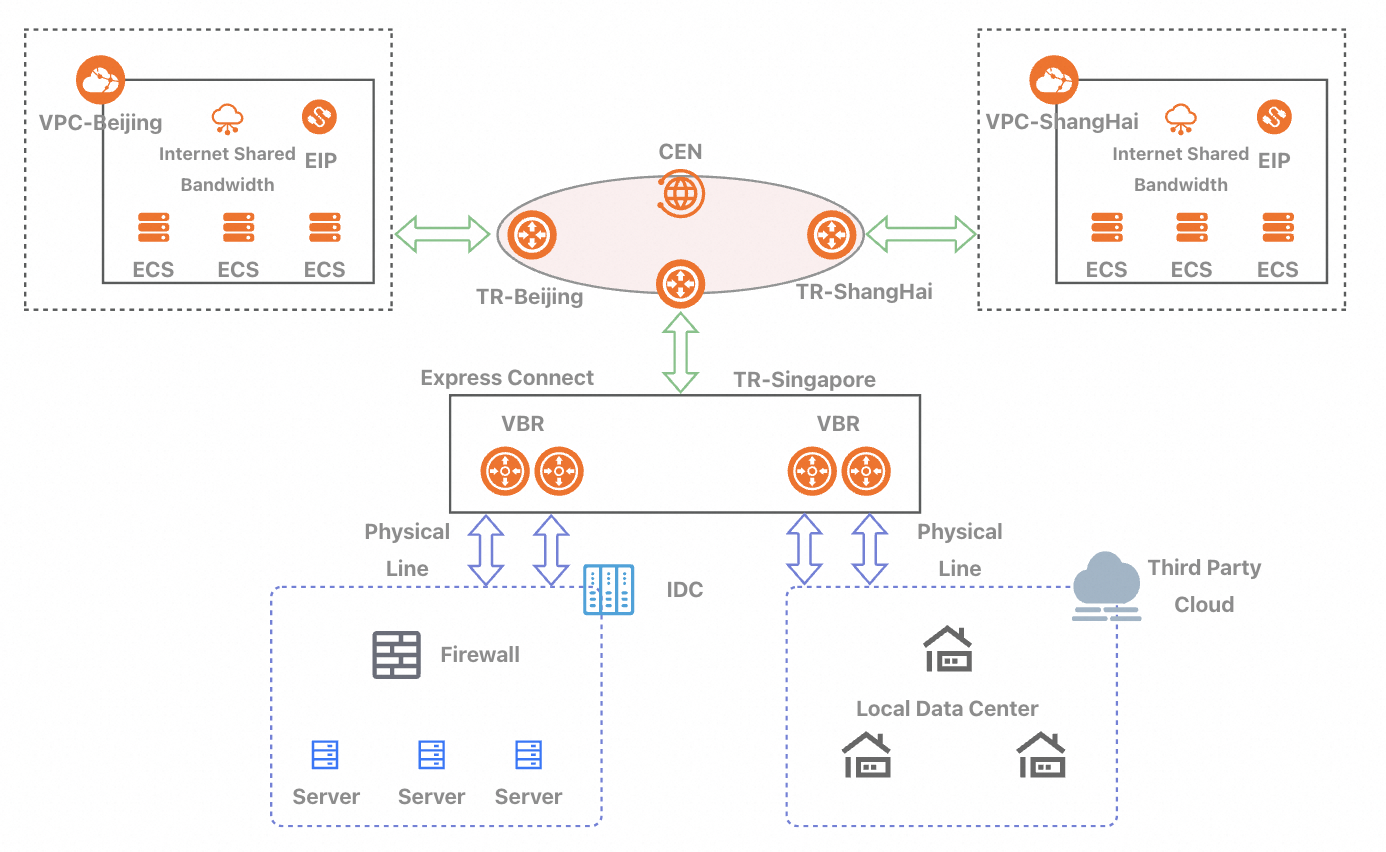 VPC-Beijing
Internet Shared
Bandwidth
EIP
ECS
ECS
ECS
CEN
TR-Beijing
TR-ShangHai
VPC-ShangHai
Internet Shared
Bandwidth
EIP
ECS
ECS
ECS
Express Connect
TR-Singapore
VBR
VBR
Physical
Line
Physical
Line
IDC
Firewall
Server
Server
Server
Third Party
Cloud
Local Data Center